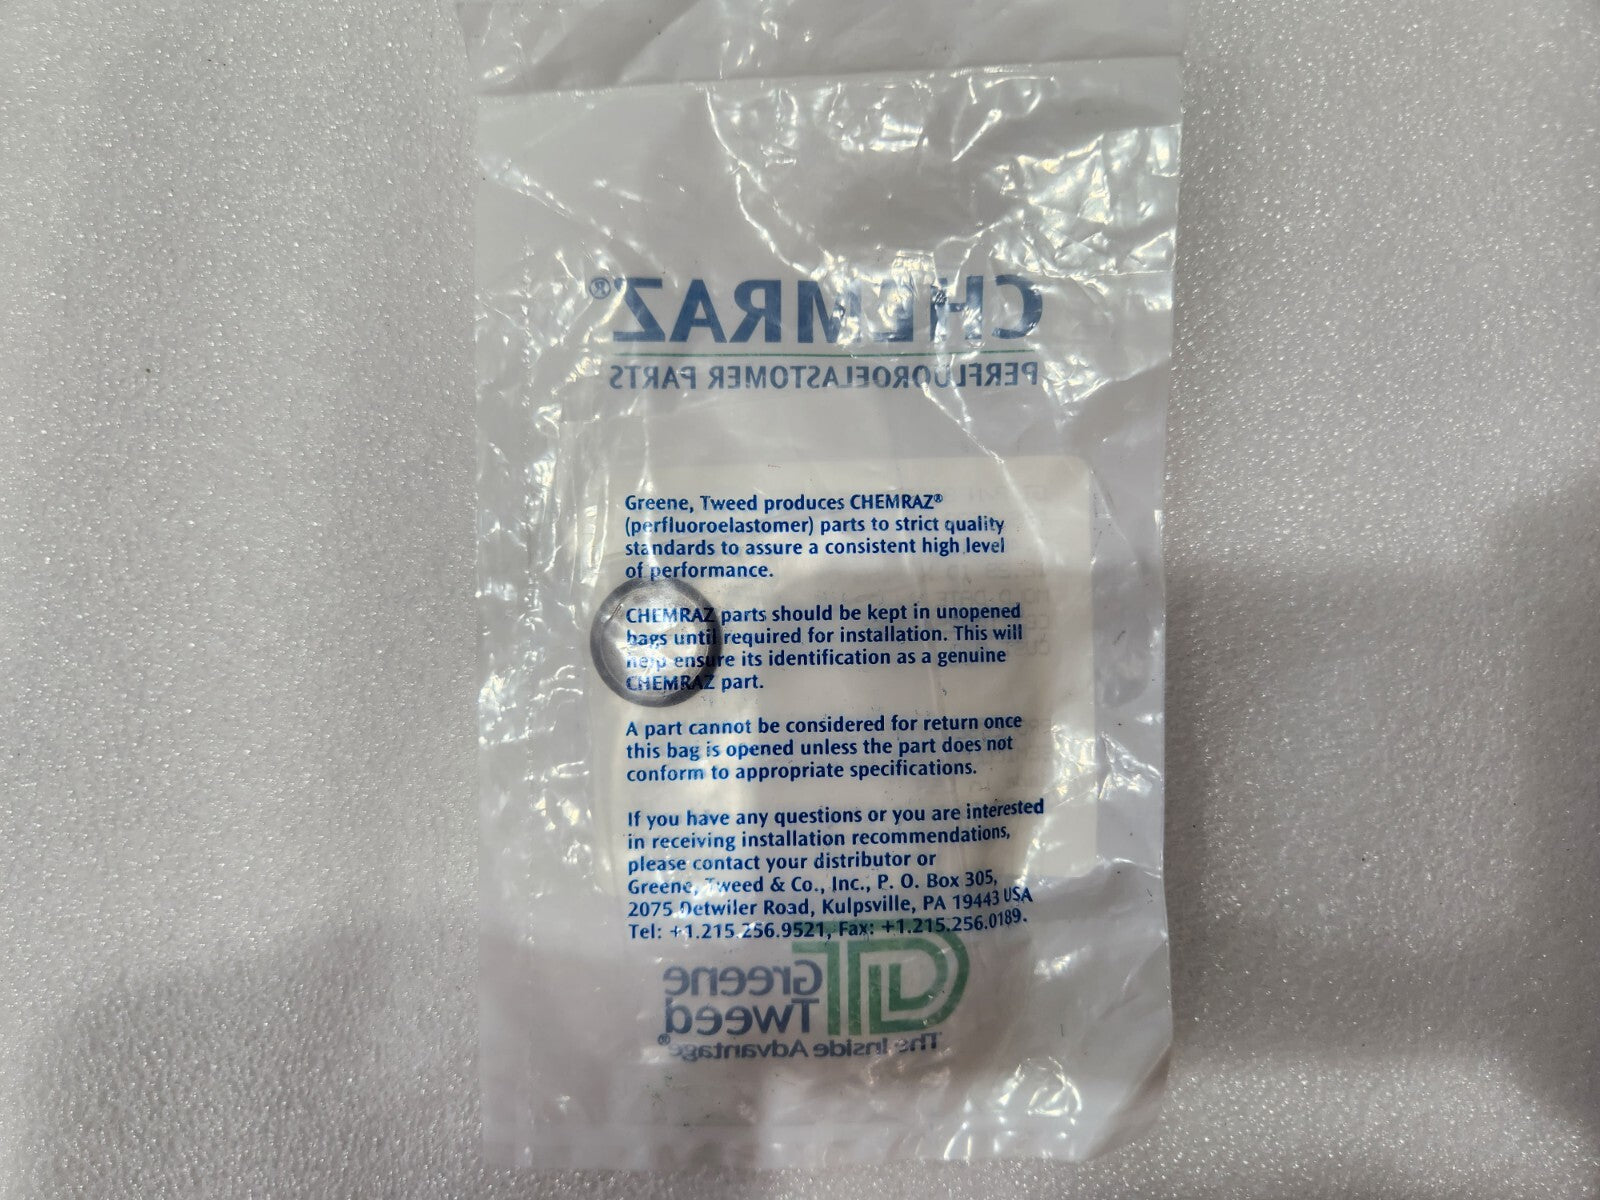 CHEMRAZ®
PERFLUOROELASTOMER PARTS
Greene, Tweed produces CHEMRAZ®
(perfluoroelastomer) parts to strict quality
standards to assure a consistent high level
of performance.
CHEMRAZ parts should be kept in unopened
bags until required for installation. This will
help ensure its identification as a genuine
CHEMRAZ part.
A part cannot be considered for return once
this bag is opened unless the part does not
conform to appropriate specifications.
If you have any questions or you are interested
in receiving installation recommendations,
please contact your distributor or
Greene, Tweed & Co., Inc., P. O. Box 305,
2075 Detwiler Road, Kulpsville, PA 19443 USA
Tel: +1.215.256.9521, Fax: +1.215.256.0189.
Greene
Tweed®
The Inside Advantage